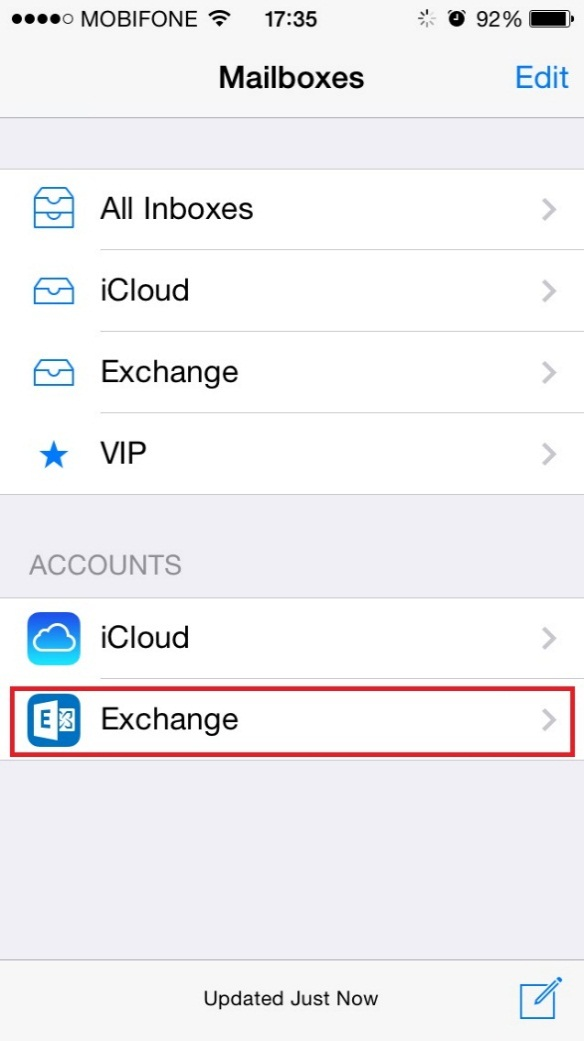 MOBIFONE 17:35 92%
Mailboxes Edit
All Inboxes
iCloud
Exchange
VIP
ACCOUNTS
iCloud
E Exchange
Updated Just Now